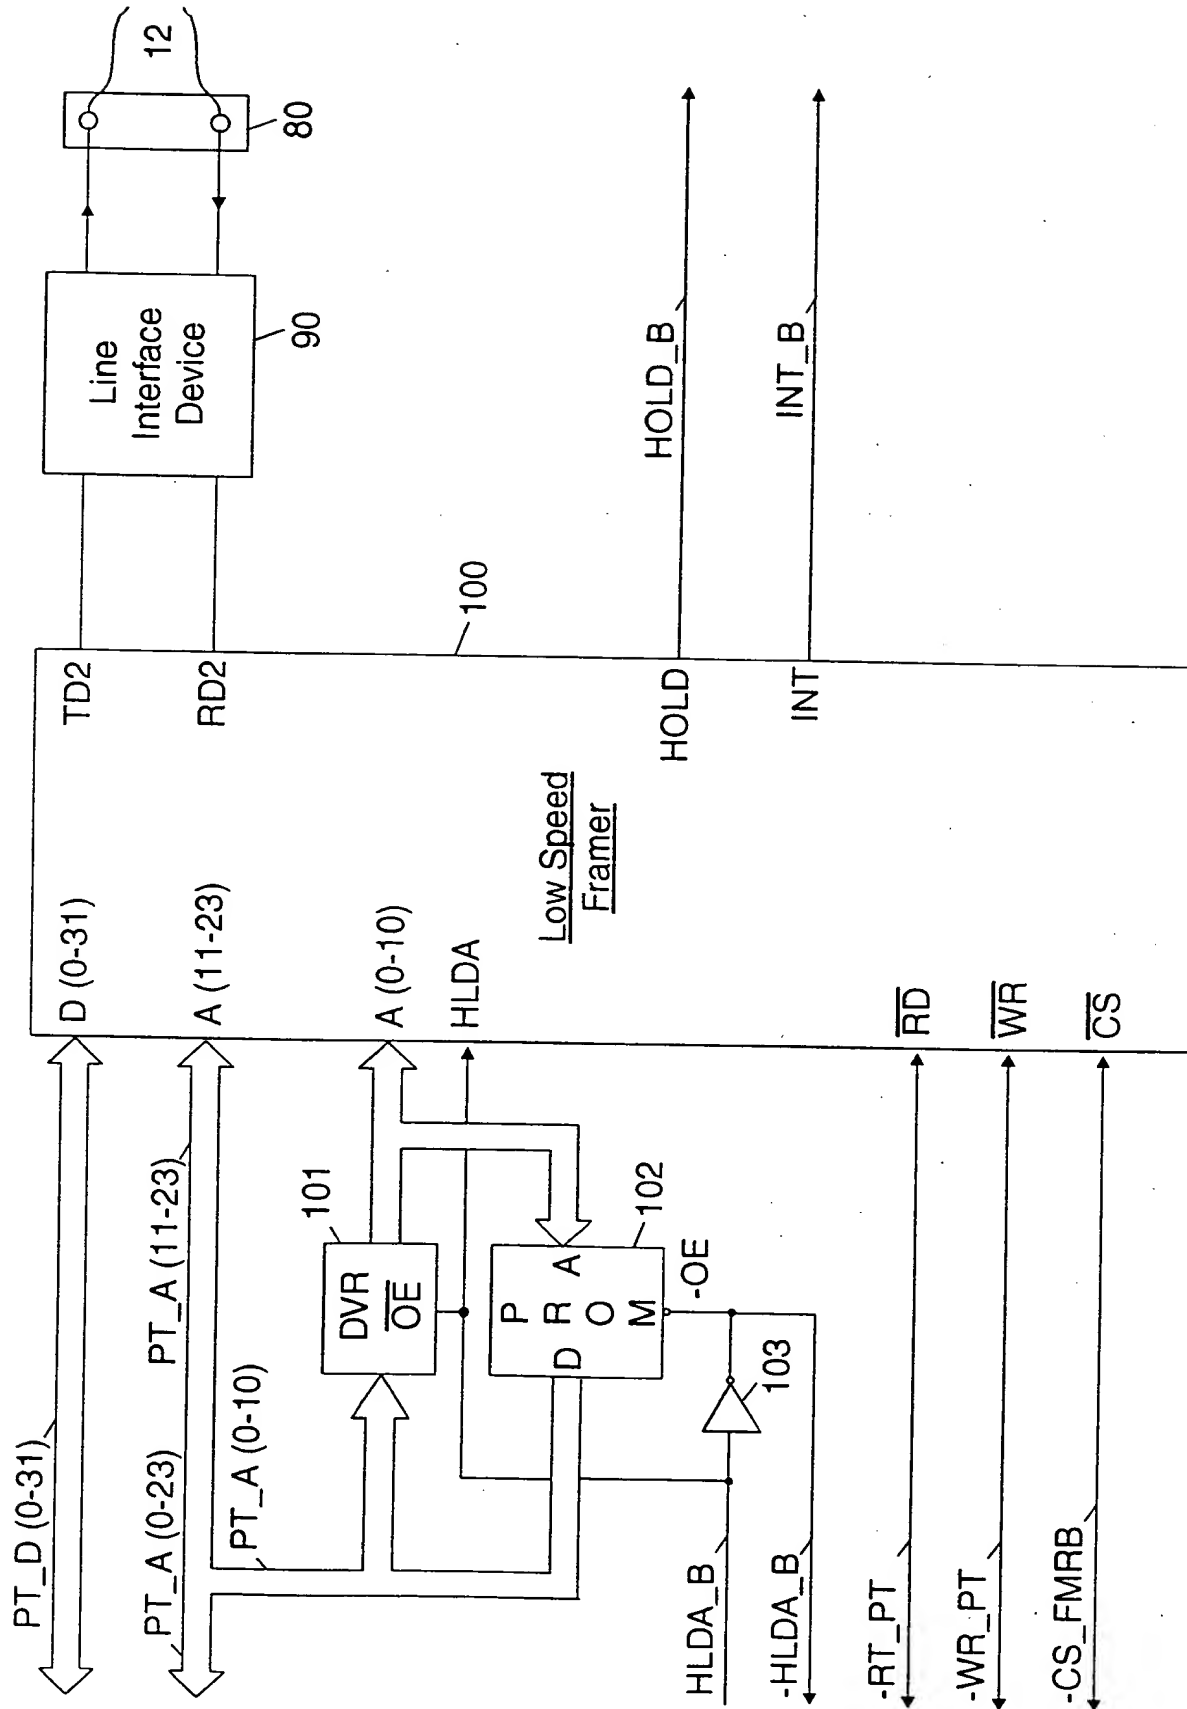 PT_D (0-31)
PT_A (0-23)
PT_A (11-23)
PT_A (0-10)
D (0-31)
A (11-23)
A (0-10)
HLDA
TD2
RD2
Line
Interface
Device
90
80
12
100
101
DVR
OE
102
P
D R A
O
M
-OE
103
Low Speed
Framer
HOLD
HOLD_B
INT
INT_B
HLDA_B
-HLDA_B
-RT_PT
RD
-WR_PT
WR
-CS_FMRB
CS